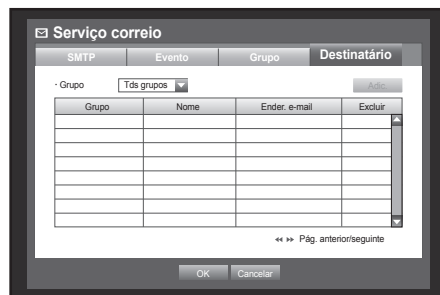 Serviço correio
SMTP Evento Grupo Destinatário
· Grupo Tds grupos Adic.
Grupo Nome Ender. e-mail Excluir
Pág. anterior/seguinte
OK Cancelar